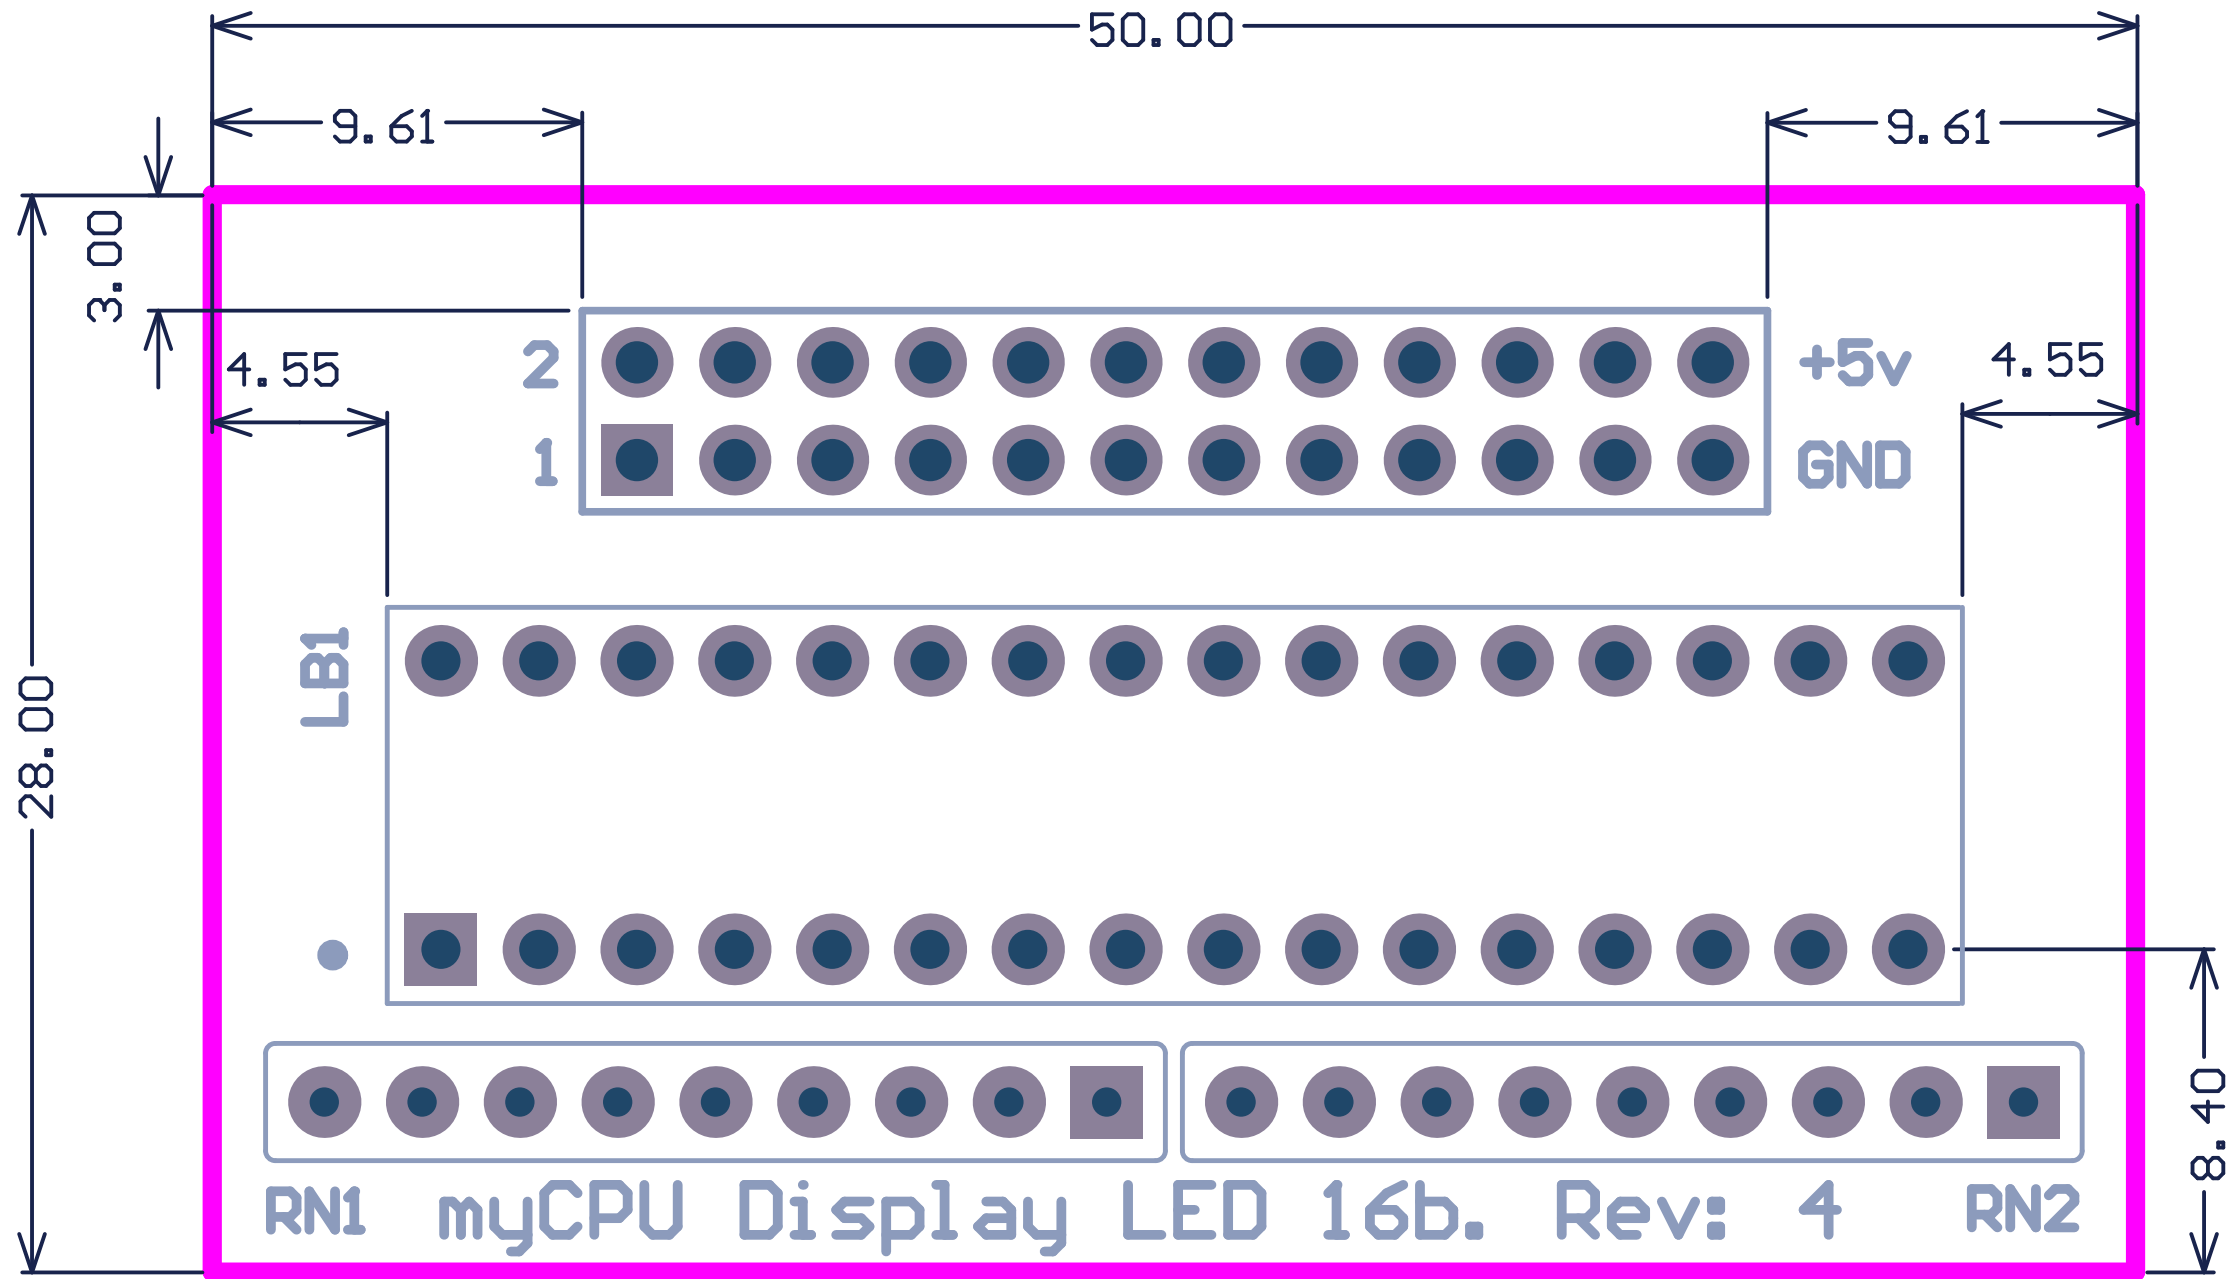 50.00
9.61
9.61
3.00
2
+5v
4.55
4.55
1
GND
LB1
28.00
8.40
RN1
myCPU Display LED 16b. Rev: 4
RN2